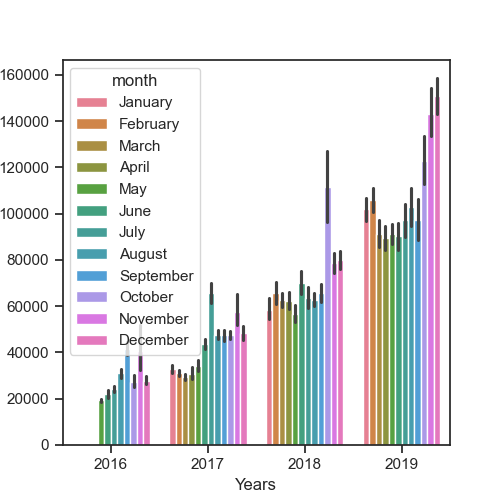 160000
140000
120000
100000
80000
60000
40000
20000
0
month
January
February
March
April
May
June
July
August
September
October
November
December
2016 2017 2018 2019
Years